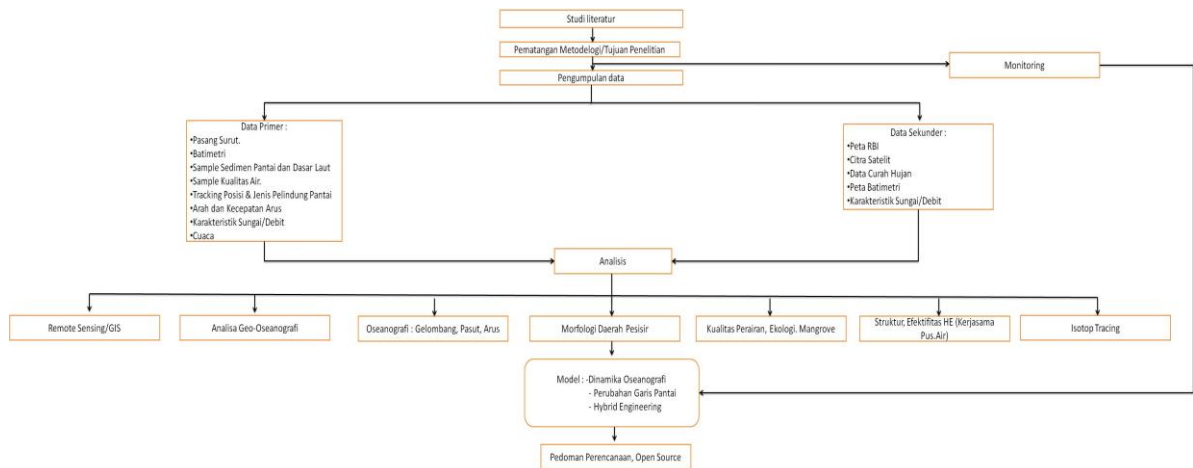 Studi literatur
Pematangan Metodelogi/Tujuan Penelitian
Monitoring
Pengumpulan data
Data Primer :
•Pasang Surut.
•Batimetri
•Sample Sedimen Pantai dan Dasar Laut
•Sample Kualitas Air.
•Tracking Posisi & Jenis Pelindung Pantai
•Arah dan Kecepatan Arus
•Karakteristik Sungai/Debit
•Cuaca
Data Sekunder :
•Peta RBI
•Citra Satelit
•Data Curah Hujan
•Peta Batimetri
•Karakteristik Sungai/Debit
Analisis
Remote Sensing/GIS
Analisa Geo-Oseanografi
Oseanografi : Gelombang, Pasut, Arus
Morfologi Daerah Pesisir
Kualitas Perairan, Ekologi. Mangrove
Struktur, Efektifitas HE (Kerjasama
Pus.Air)
Isotop Tracing
Model : -Dinamika Oseanografi
- Perubahan Garis Pantai
- Hybrid Engineering
Pedoman Perencanaan, Open Source